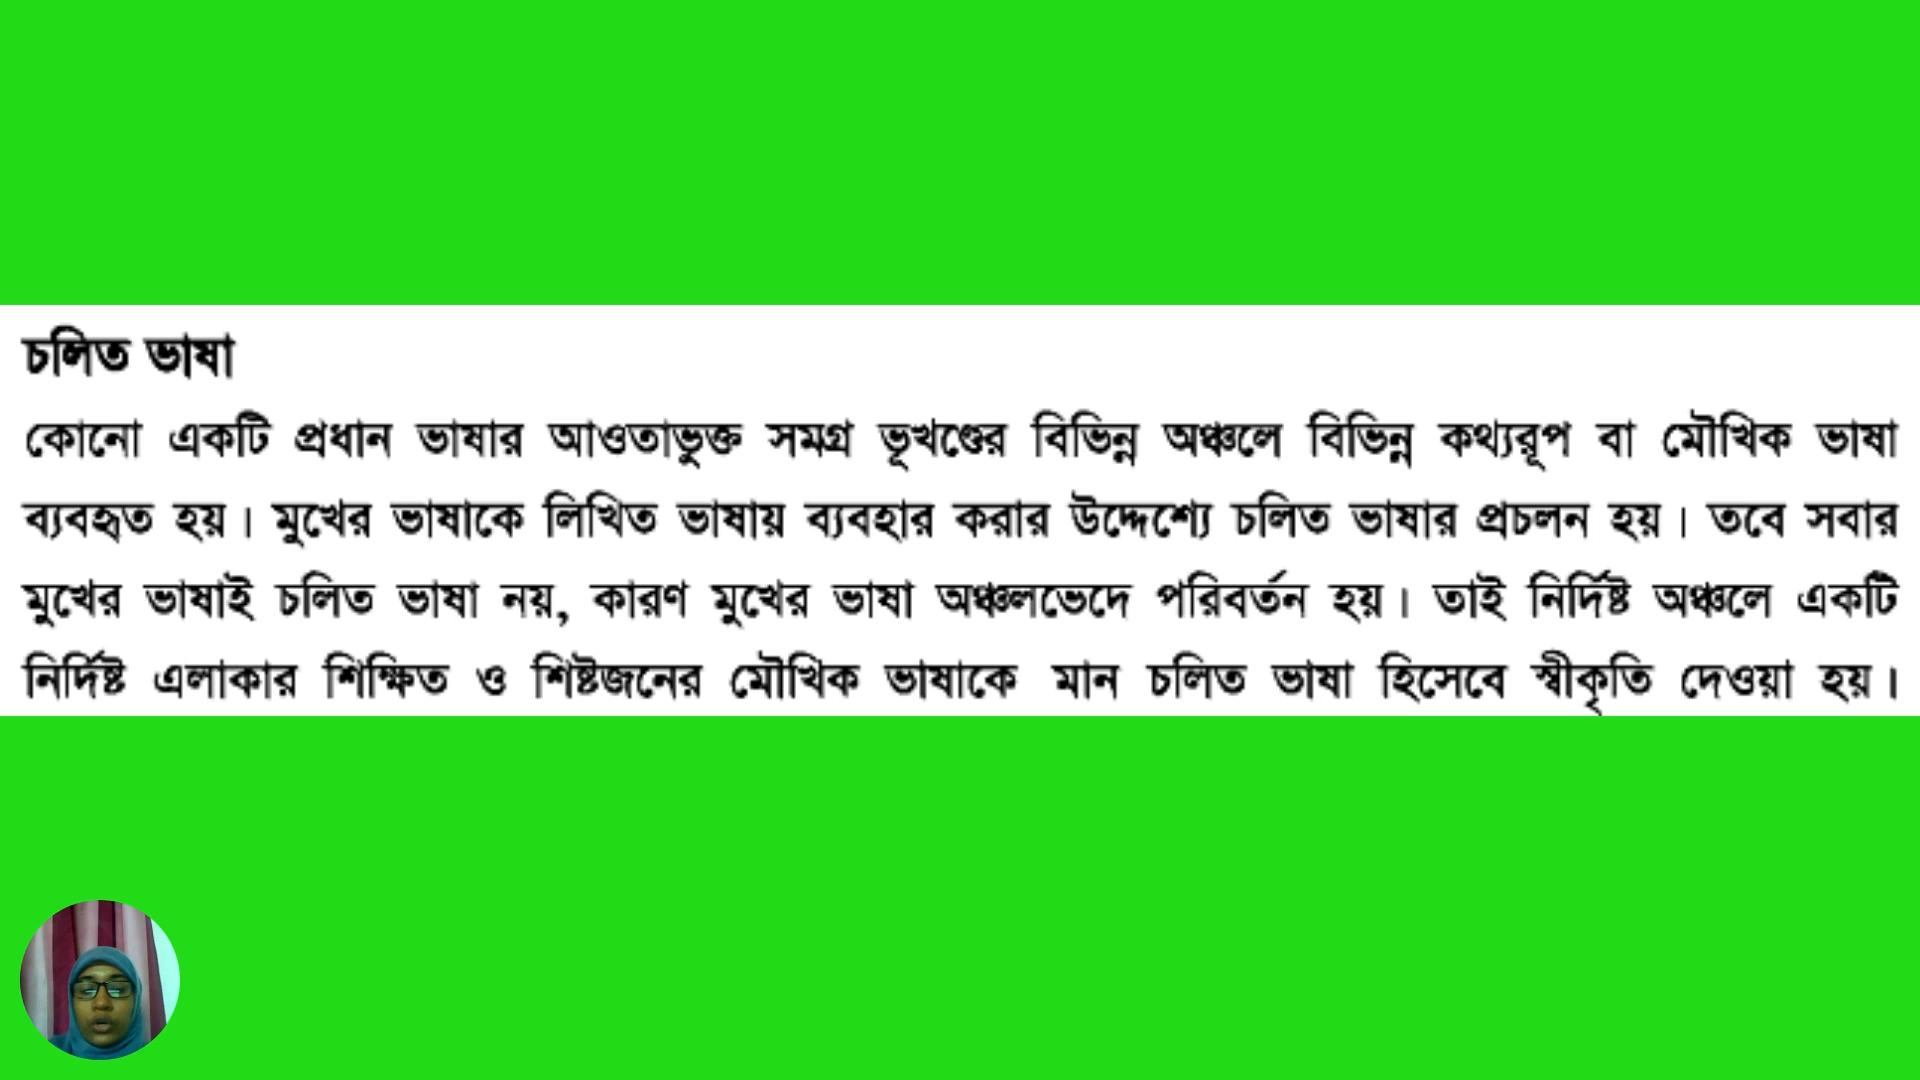 চলিত ভাষা
কোনো একটি প্রধান ভাষার আওতাভুক্ত সমগ্র ভূখণ্ডের বিভিন্ন অঞ্চলে বিভিন্ন কথ্যরূপ বা মৌখিক ভাষা
ব্যবহৃত হয়। মুখের ভাষাকে লিখিত ভাষায় ব্যবহার করার উদ্দেশ্যে চলিত ভাষার প্রচলন হয়। তবে সবার
মুখের ভাষাই চলিত ভাষা নয়, কারণ মুখের ভাষা অঞ্চলভেদে পরিবর্তন হয়। তাই নির্দিষ্ট অঞ্চলে একটি
নির্দিষ্ট এলাকার শিক্ষিত ও শিষ্টজনের মৌখিক ভাষাকে মান চলিত ভাষা হিসেবে স্বীকৃতি দেওয়া হয়।